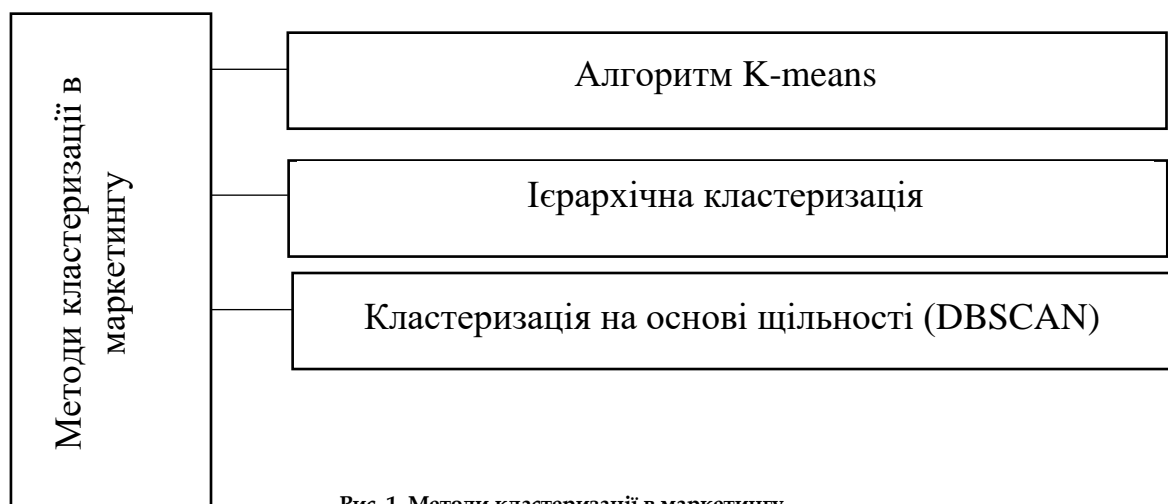 Методи кластеризації в
маркетингу
Алгоритм K-means
Ієрархічна кластеризація
Кластеризація на основі щільності (DBSCAN)
Рис. 1. Методи кластеризації в маркетингу